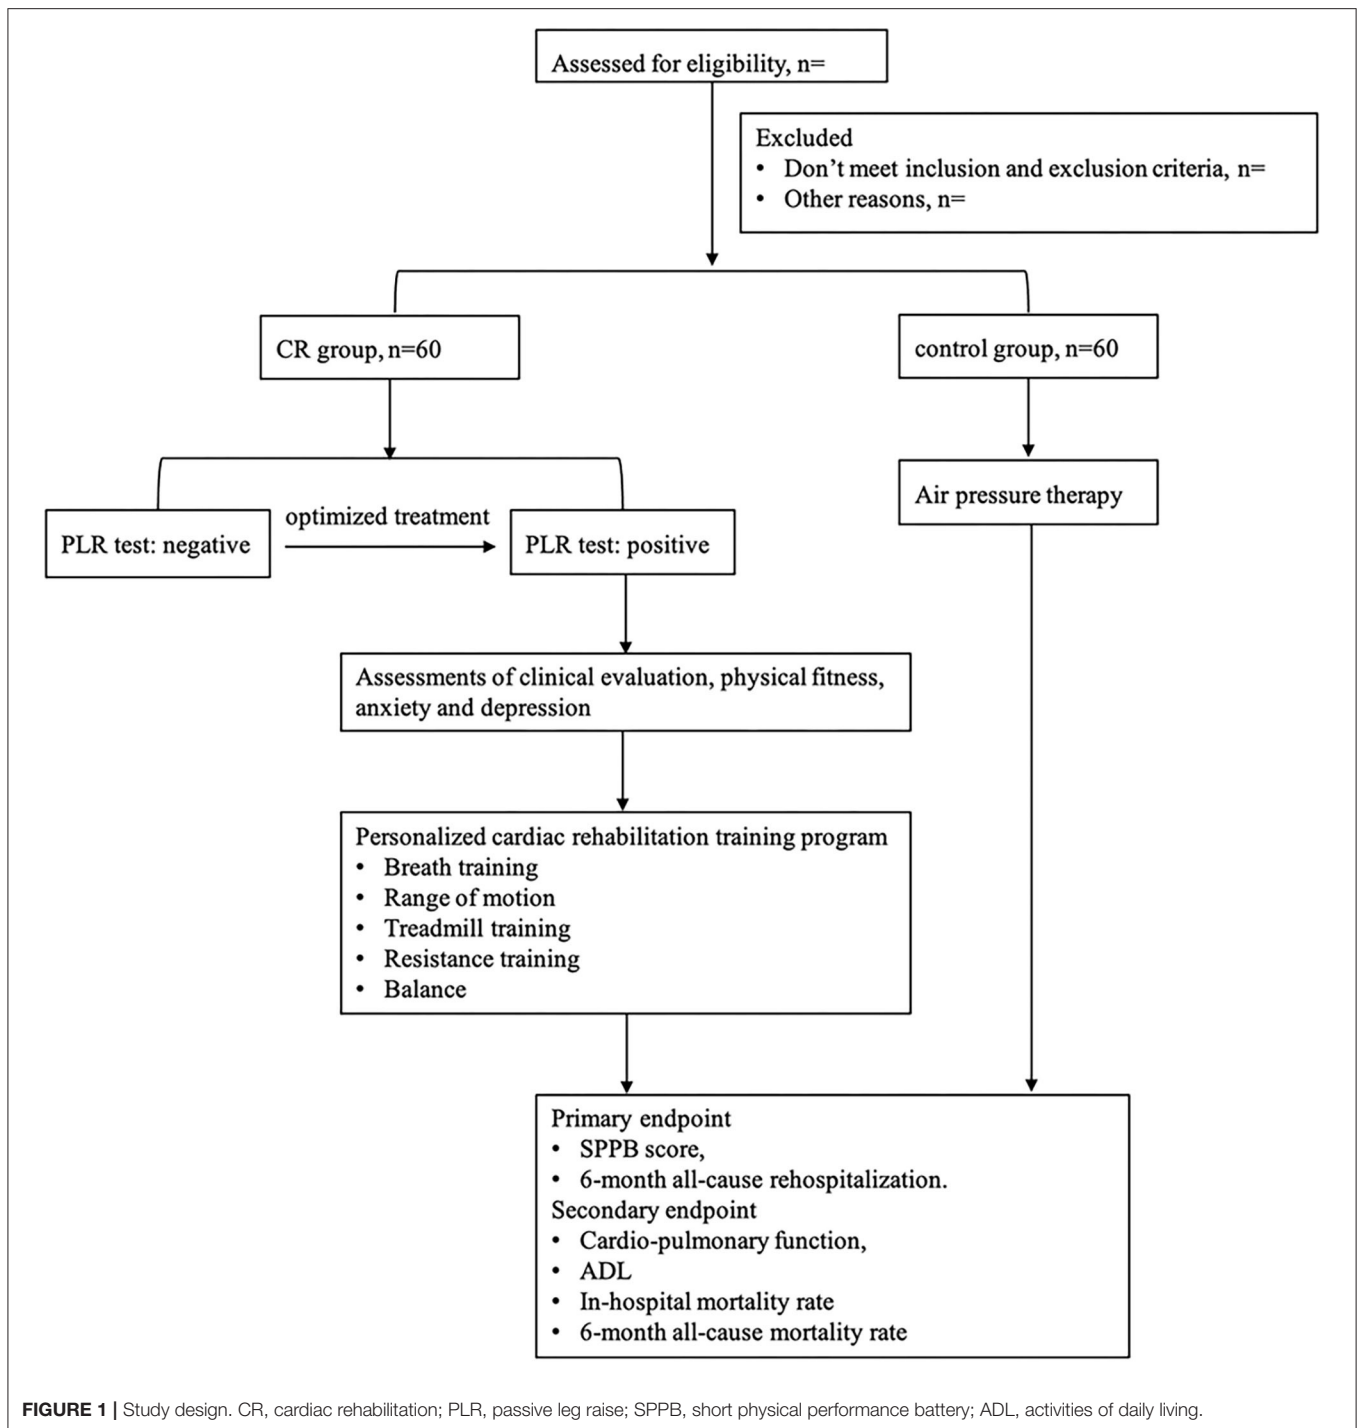 Assessed for eligibility, n=
Excluded
• Don’t meet inclusion and exclusion criteria, n=
• Other reasons, n=
CR group, n=60
control group, n=60
optimized treatment
PLR test: negative
PLR test: positive
Air pressure therapy
Assessments of clinical evaluation, physical fitness,
anxiety and depression
Personalized cardiac rehabilitation training program
• Breath training
• Range of motion
• Treadmill training
• Resistance training
• Balance
Primary endpoint
• SPPB score,
• 6-month all-cause rehospitalization.
Secondary endpoint
• Cardio-pulmonary function,
• ADL
• In-hospital mortality rate
• 6-month all-cause mortality rate
FIGURE 1 | Study design. CR, cardiac rehabilitation; PLR, passive leg raise; SPPB, short physical performance battery; ADL, activities of daily living.